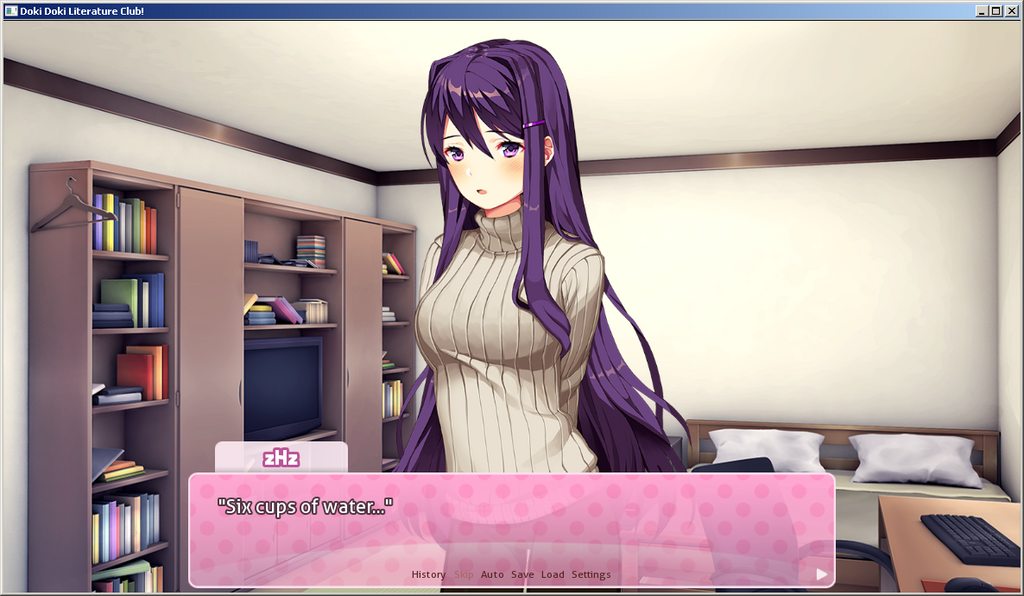 Doki Doki Literature Club!
zHz
"Six cups of water..."
History Skip Auto Save Load Settings